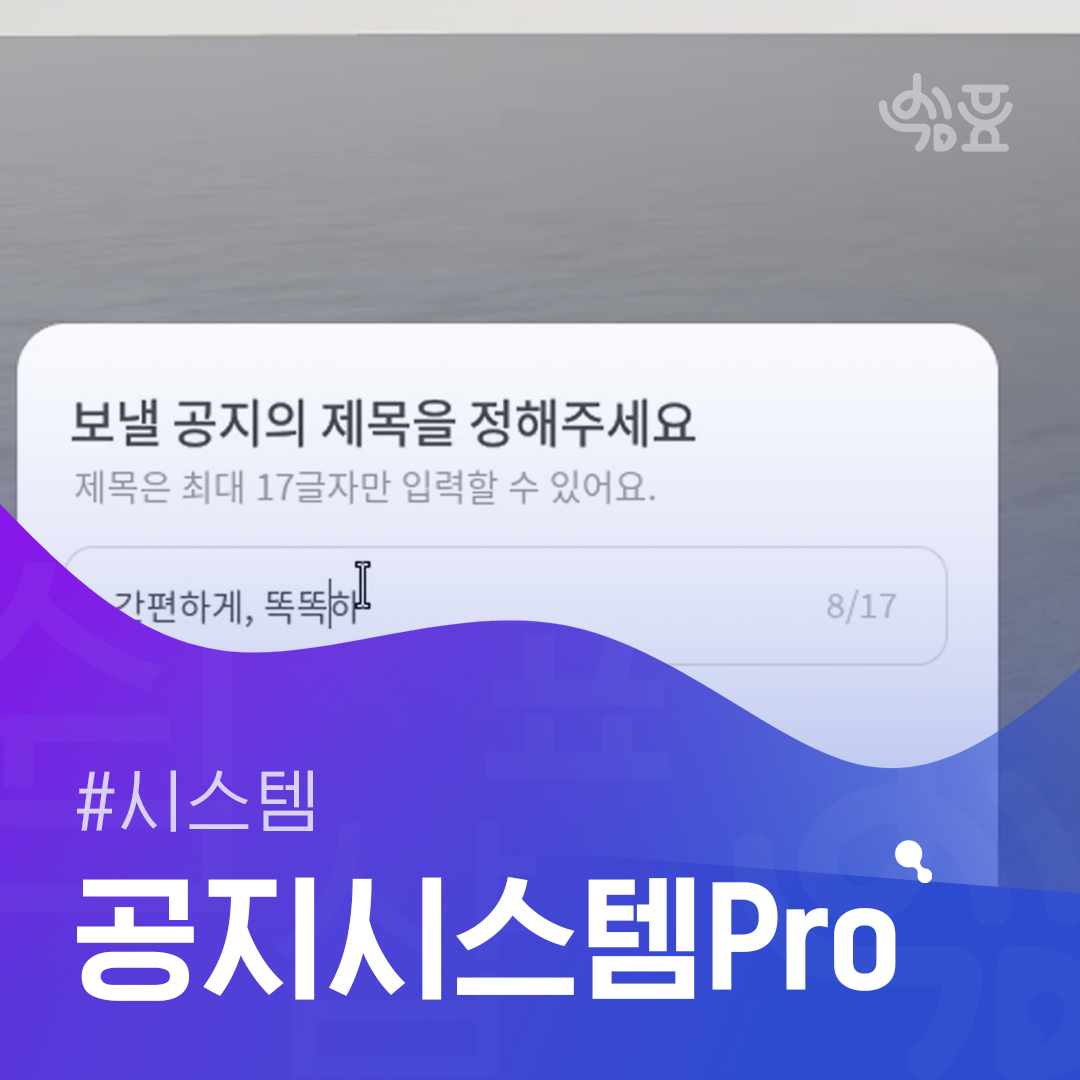 쉼표
보낼 공지의 제목을 정해주세요
제목은 최대 17글자만 입력할 수 있어요.
간편하게, 똑똑하
8/17
#시스템
공지시스템Pro